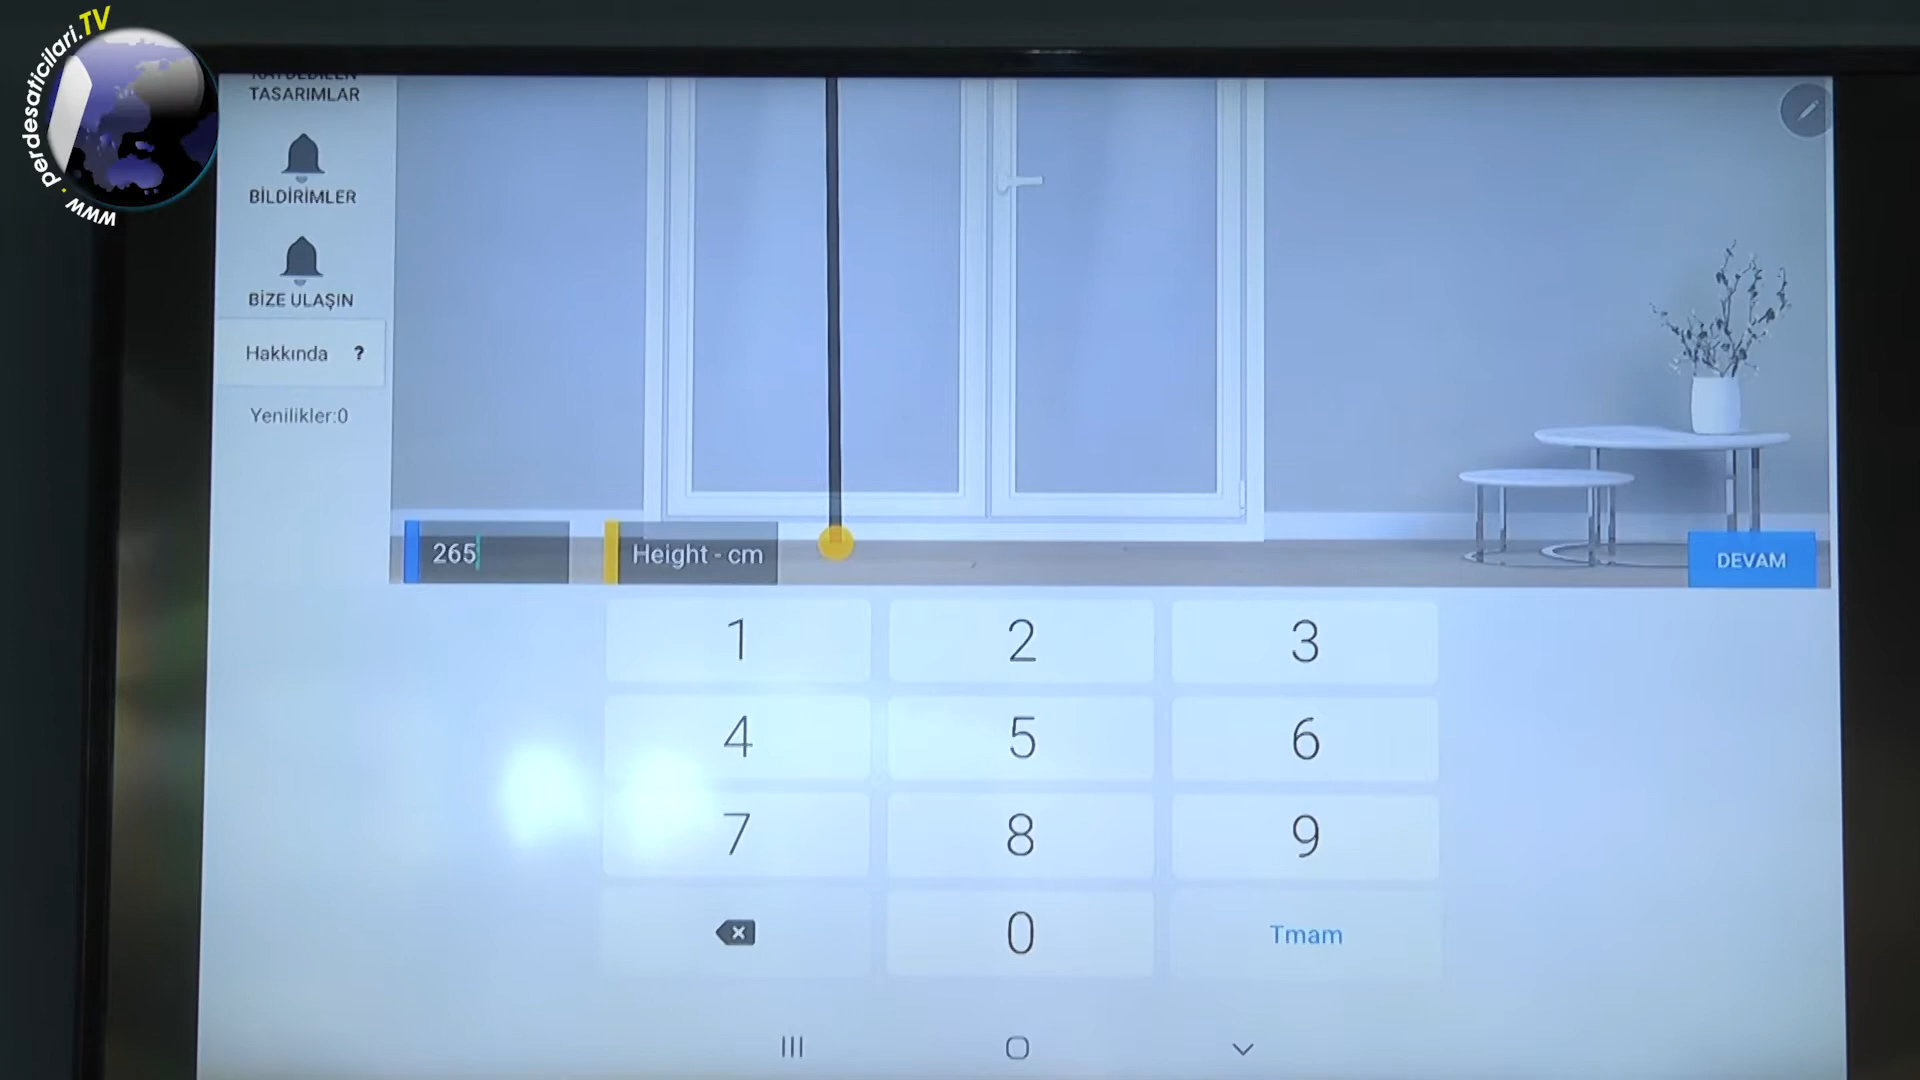 www.perdesaticilari.TV
TASARIMLAR
BİLDİRİMLER
BİZE ULAŞIN
Hakkında ?
Yenilikler:0
265
Height - cm
DEVAM
1 2 3
4 5 6
7 8 9
0 Tmam